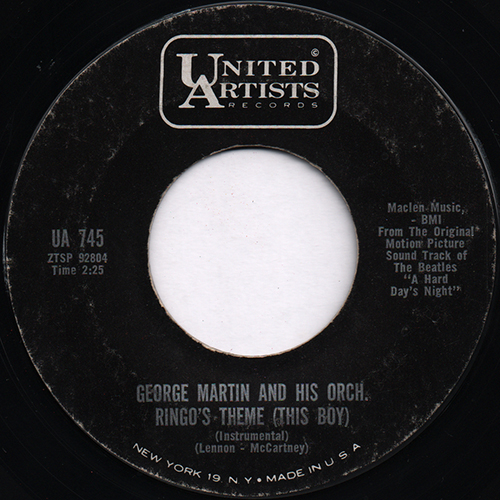 UNITED ©
ARTISTS
RECORDS
UA 745
ZTSP 92804
Time 2:25
Maclen Music,
- BMI
From The Original
Motion Picture
Sound Track of
The Beatles
"A Hard
Day's Night"
GEORGE MARTIN AND HIS ORCH.
RINGO'S THEME (THIS BOY)
(Instrumental)
(Lennon - McCartney)
NEW YORK 19 N Y • MADE IN U S A